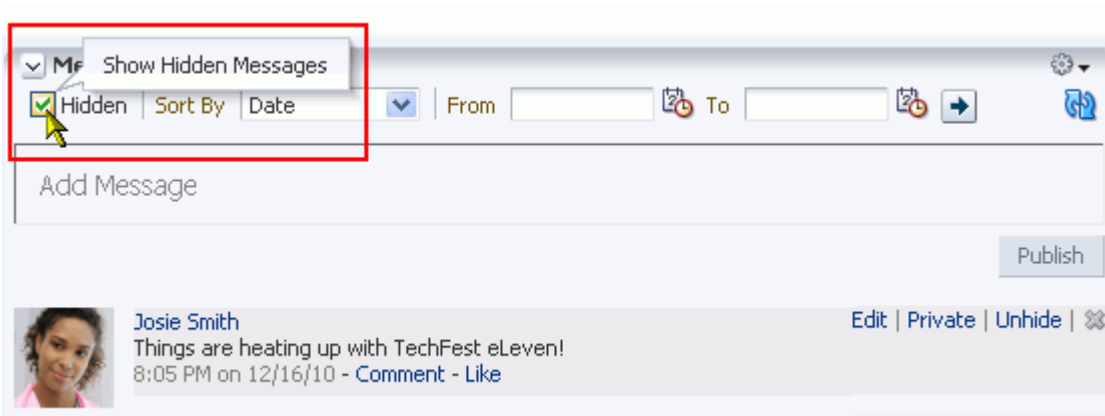 Show Hidden Messages
Me
Hidden Sort By Date From To
Add Message
Publish
Josie Smith Edit | Private | Unhide |
Things are heating up with TechFest eLeven!
8:05 PM on 12/16/10 - Comment - Like